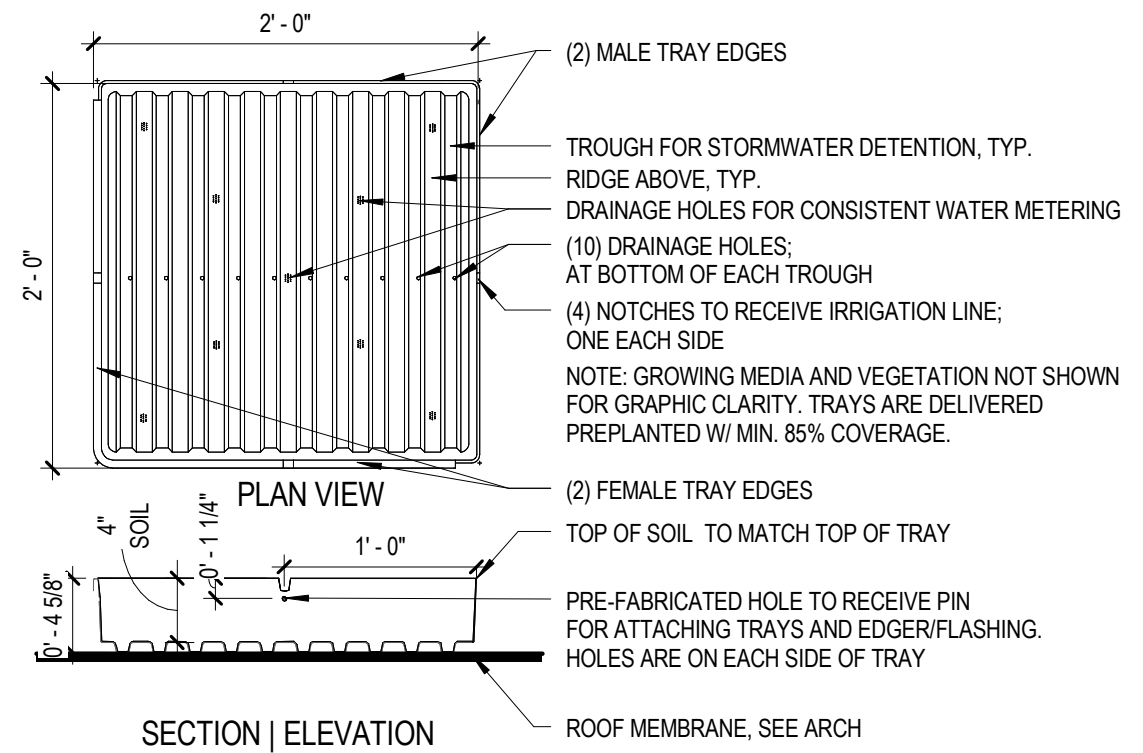 2' - 0"
2' - 0"
(2) MALE TRAY EDGES
TROUGH FOR STORMWATER DETENTION, TYP.
RIDGE ABOVE, TYP.
DRAINAGE HOLES FOR CONSISTENT WATER METERING
(10) DRAINAGE HOLES;
AT BOTTOM OF EACH TROUGH
(4) NOTCHES TO RECEIVE IRRIGATION LINE;
ONE EACH SIDE
NOTE: GROWING MEDIA AND VEGETATION NOT SHOWN
FOR GRAPHIC CLARITY. TRAYS ARE DELIVERED
PREPLANTED W/ MIN. 85% COVERAGE.
(2) FEMALE TRAY EDGES
PLAN VIEW
4"
SOIL
0' - 1 1/4"
1' - 0"
0' - 4 5/8"
TOP OF SOIL TO MATCH TOP OF TRAY
PRE-FABRICATED HOLE TO RECEIVE PIN
FOR ATTACHING TRAYS AND EDGER/FLASHING.
HOLES ARE ON EACH SIDE OF TRAY
ROOF MEMBRANE, SEE ARCH
SECTION | ELEVATION